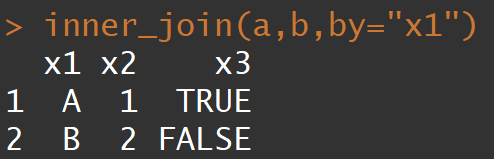 > inner_join(a,b,by="x1")
  x1 x2    x3
1  A  1  TRUE
2  B  2 FALSE